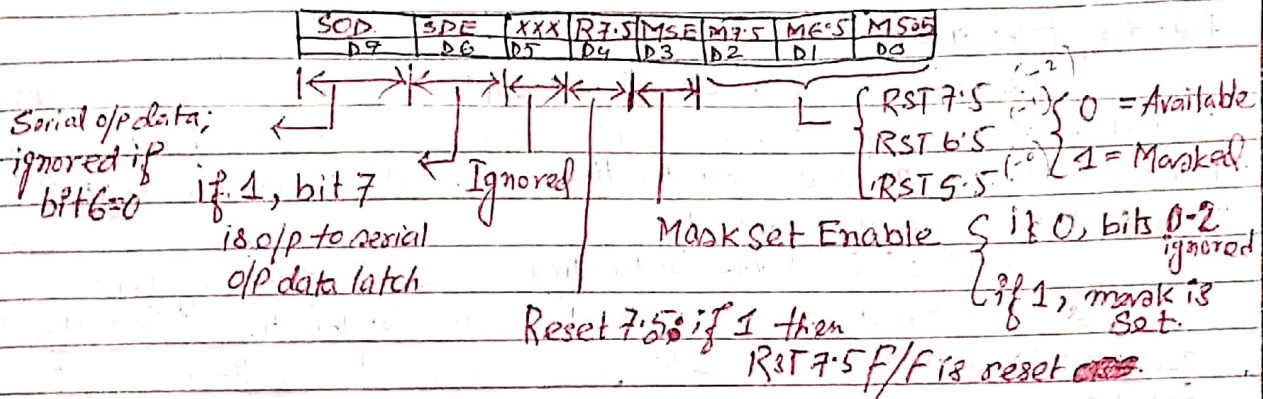 SOD SDE XXX R7.5 MSE M7.5 M6.5 M5.5
D7 D6 D5 D4 D3 D2 D1 D0
Serial o/p data;
ignored if
bit 6=0
if 1, bit 7
is o/p to serial
o/p data latch
Ignored
RST 7.5
RST 6.5
RST 5.5
0 = Available
1 = Masked
Mask Set Enable { if 0, bits 0-2
ignored
if 1, mask is
Set.
Reset 7.5: if 1 then
RST 7.5 F/F is reset